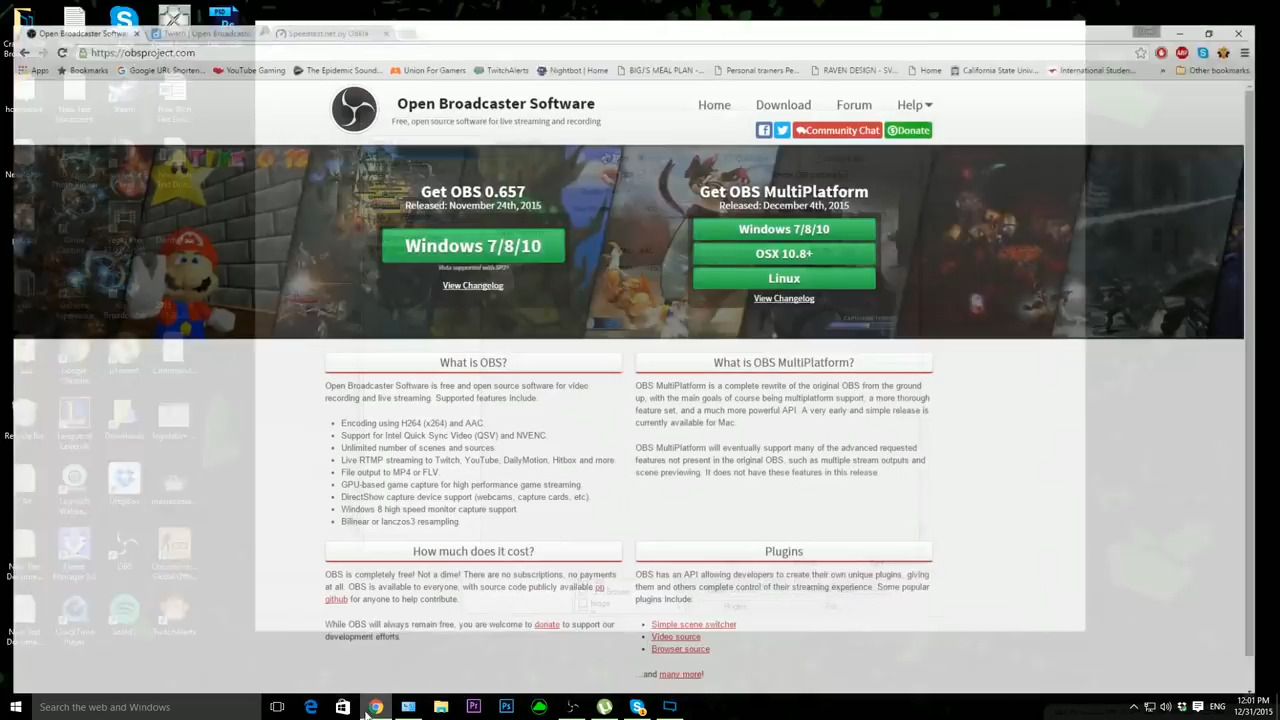 Open Broadcaster Softwa
Twitch | Open Broadcaste
Speedtest.net by Ookla
https://obsproject.com
Apps
Bookmarks
Google URL Shorten...
YouTube Gaming
The Epidemic Sound...
Union For Gamers
TwitchAlerts
Nightbot | Home
BIGJ'S MEAL PLAN -...
Personal trainers Pe...
RAVEN DESIGN - SV...
Home
California State Univ...
International Studen...
»
Other bookmarks
Open Broadcaster Software
Free, open source software for live streaming and recording
Home
Download
Forum
Help
Community Chat
Donate
Get OBS 0.657
Released: November 24th, 2015
Windows 7/8/10
Vista supported with SP2*
View Changelog
Get OBS MultiPlatform
Released: December 4th, 2015
Windows 7/8/10
OSX 10.8+
Linux
View Changelog
What is OBS?
Open Broadcaster Software is free and open source software for video
recording and live streaming. Supported features include:
Encoding using H264 (x264) and AAC.
Support for Intel Quick Sync Video (QSV) and NVENC.
Unlimited number of scenes and sources.
Live RTMP streaming to Twitch, YouTube, DailyMotion, Hitbox and more.
File output to MP4 or FLV.
GPU-based game capture for high performance game streaming.
DirectShow capture device support (webcams, capture cards, etc).
Windows 8 high speed monitor capture support.
Bilinear or lanczos3 resampling.
What is OBS MultiPlatform?
OBS MultiPlatform is a complete rewrite of the original OBS from the ground
up, with the main goals of course being multiplatform support, a more thorough
feature set, and a much more powerful API. A very early and simple release is
currently available for Mac.
OBS MultiPlatform will eventually support many of the advanced requested
features not present in the original OBS, such as multiple stream outputs and
scene previewing. It does not have these features in this release.
How much does it cost?
OBS is completely free! Not a dime! There are no subscriptions, no payments
at all. OBS is available to everyone, with source code publicly available on
github for anyone to help contribute.
While OBS will always remain free, you are welcome to donate to support our
development efforts.
Plugins
OBS has an API allowing developers to create their own unique plugins, giving
them and others complete control of their streaming experience. Some popular
plugins include:
Simple scene switcher
Video source
Browser source
...and many more!
OBS
TwitchAlerts
Search the web and Windows
ENG
12:01 PM
12/31/2015